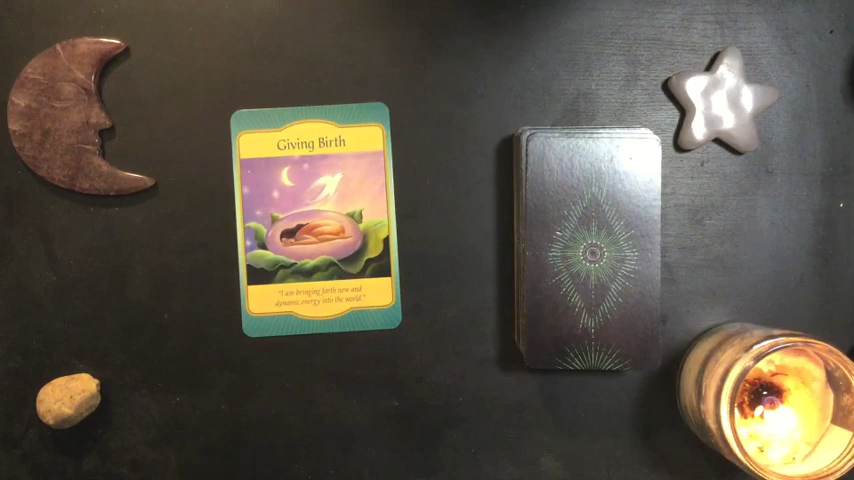 Giving Birth
"I am bringing forth new and
dynamic energy into the world."